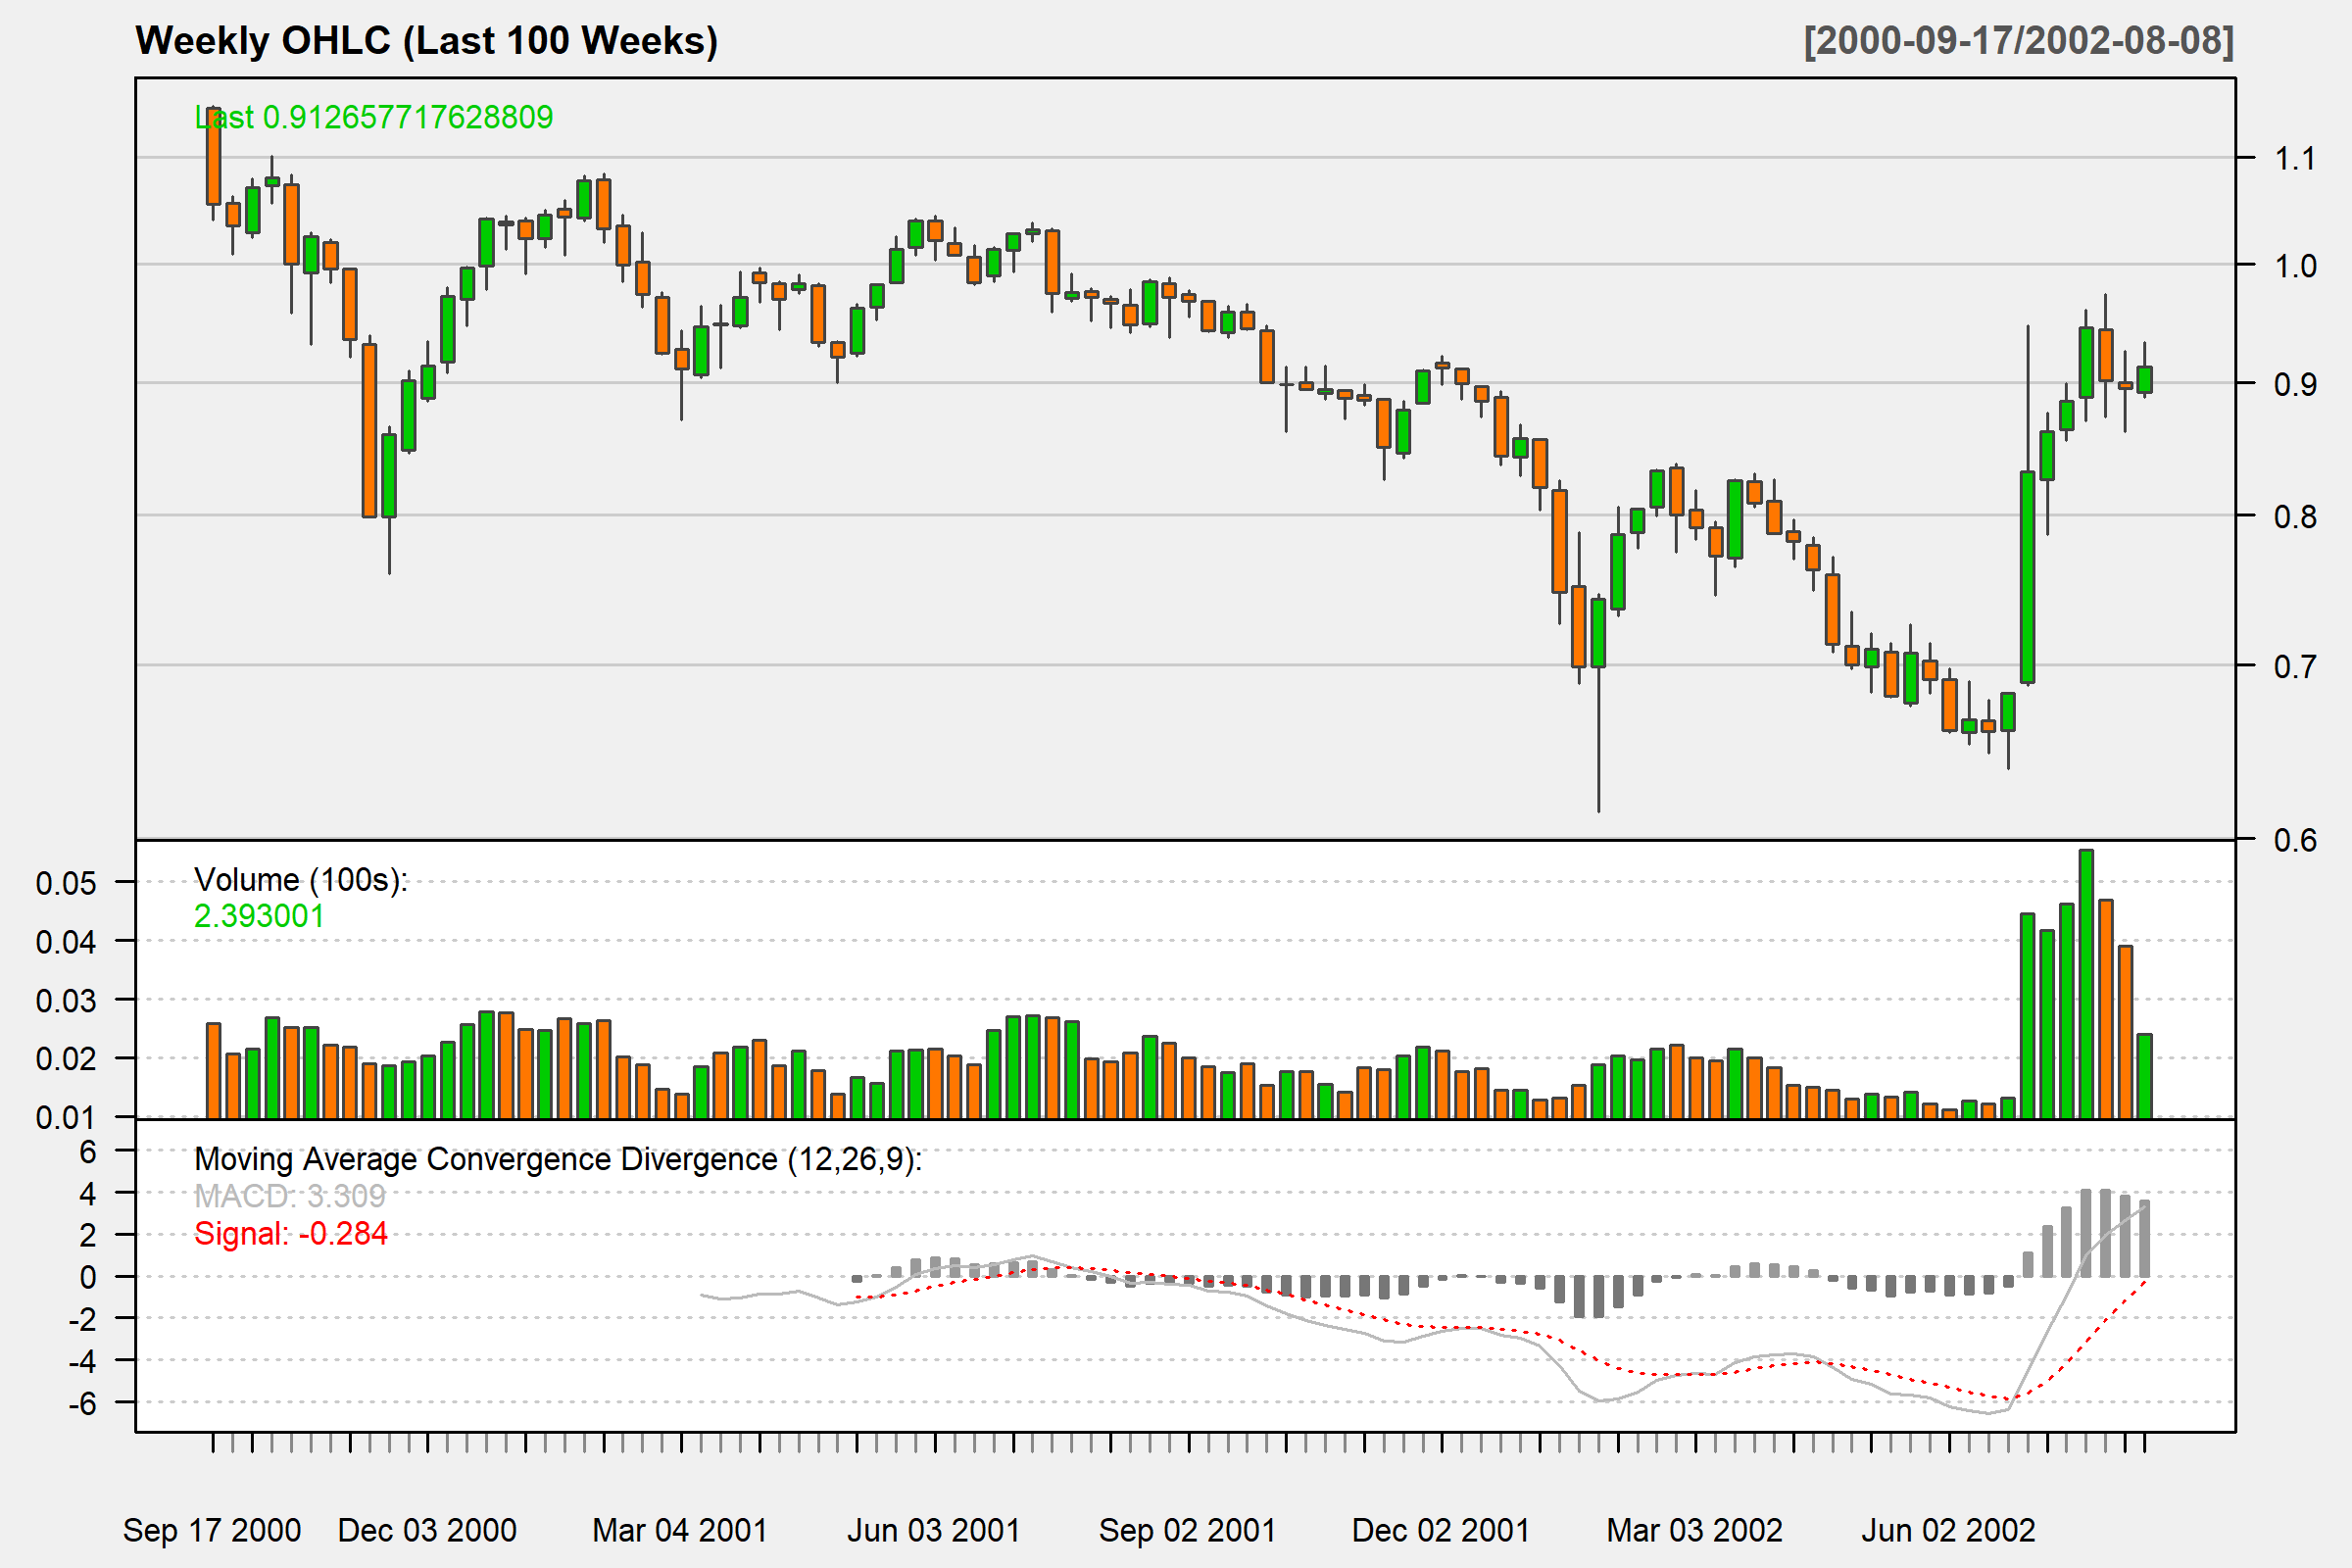 Weekly OHLC (Last 100 Weeks)
[2000-09-17/2002-08-08]
Last 0.912657717628809
1.1
1.0
0.9
0.8
0.7
0.6
Volume (100s):
2.393001
0.05
0.04
0.03
0.02
0.01
Moving Average Convergence Divergence (12,26,9):
MACD: 3.309
Signal: -0.284
6
4
2
0
-2
-4
-6
Sep 17 2000 Dec 03 2000 Mar 04 2001 Jun 03 2001 Sep 02 2001 Dec 02 2001 Mar 03 2002 Jun 02 2002